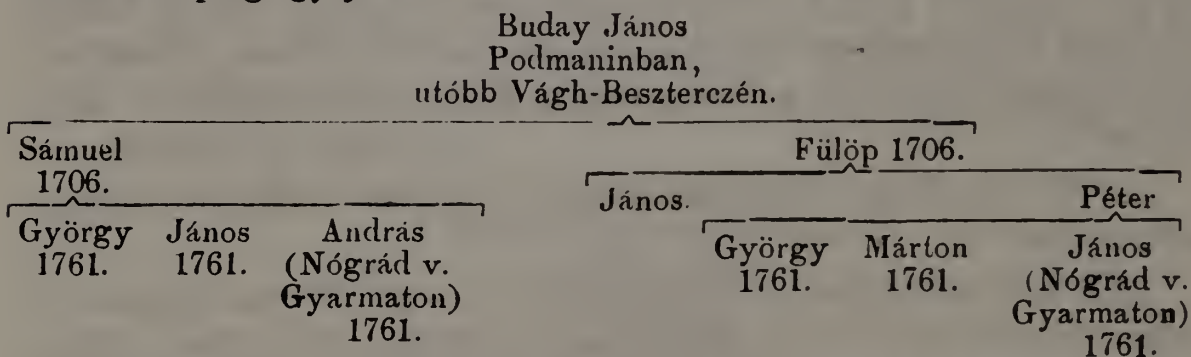 Buday János
Podmaninban,
utóbb Vágh-Beszterczén.
Sámuel Fülöp 1706.
1706.
János. Péter
György János András
1761. 1761. (Nógrád v.
Gyarmaton)
1761.
György Márton János
1761. 1761. (Nógrád v.
Gyarmaton)
1761.